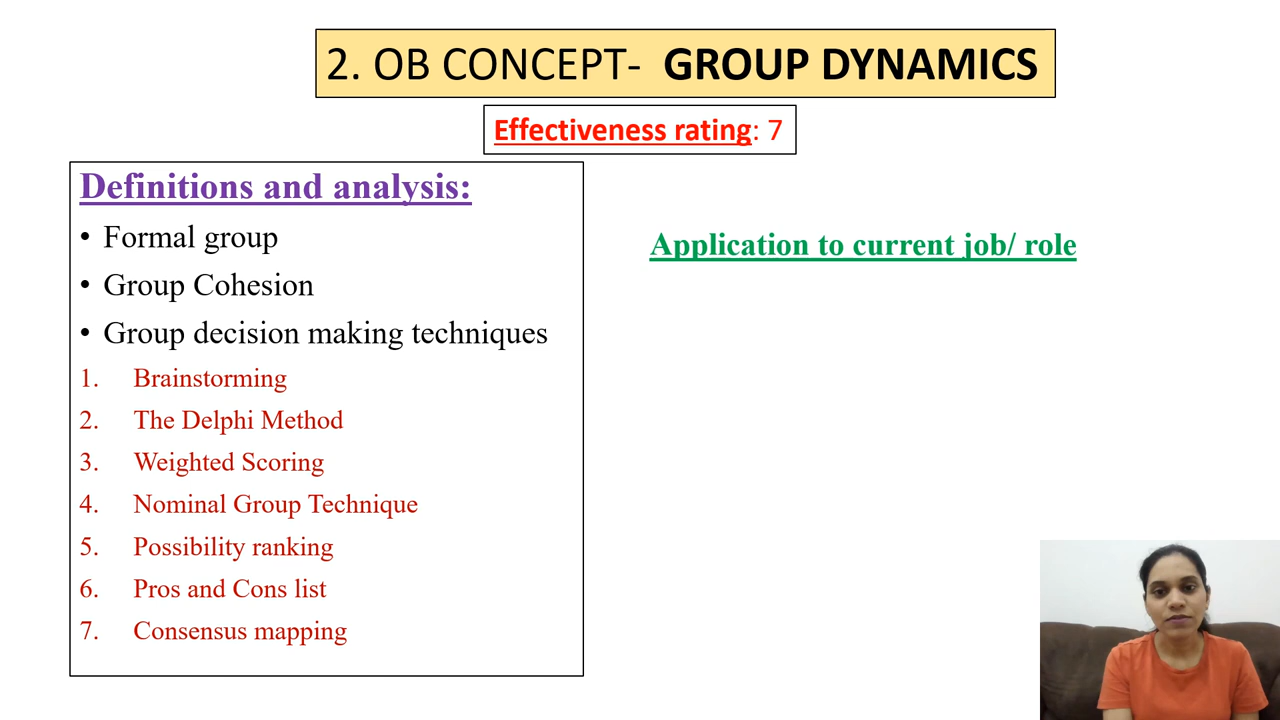 2. OB CONCEPT- GROUP DYNAMICS
Effectiveness rating: 7
Definitions and analysis:
• Formal group
• Group Cohesion
• Group decision making techniques
1. Brainstorming
2. The Delphi Method
3. Weighted Scoring
4. Nominal Group Technique
5. Possibility ranking
6. Pros and Cons list
7. Consensus mapping
Application to current job/ role